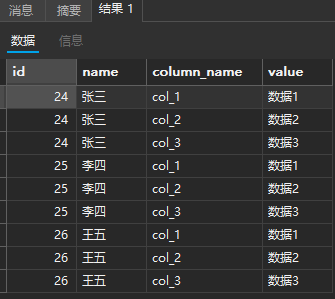 消息 摘要 结果 1
数据 信息
id name column_name value
24 张三 col_1 数据1
24 张三 col_2 数据2
24 张三 col_3 数据3
25 李四 col_1 数据1
25 李四 col_2 数据2
25 李四 col_3 数据3
26 王五 col_1 数据1
26 王五 col_2 数据2
26 王五 col_3 数据3